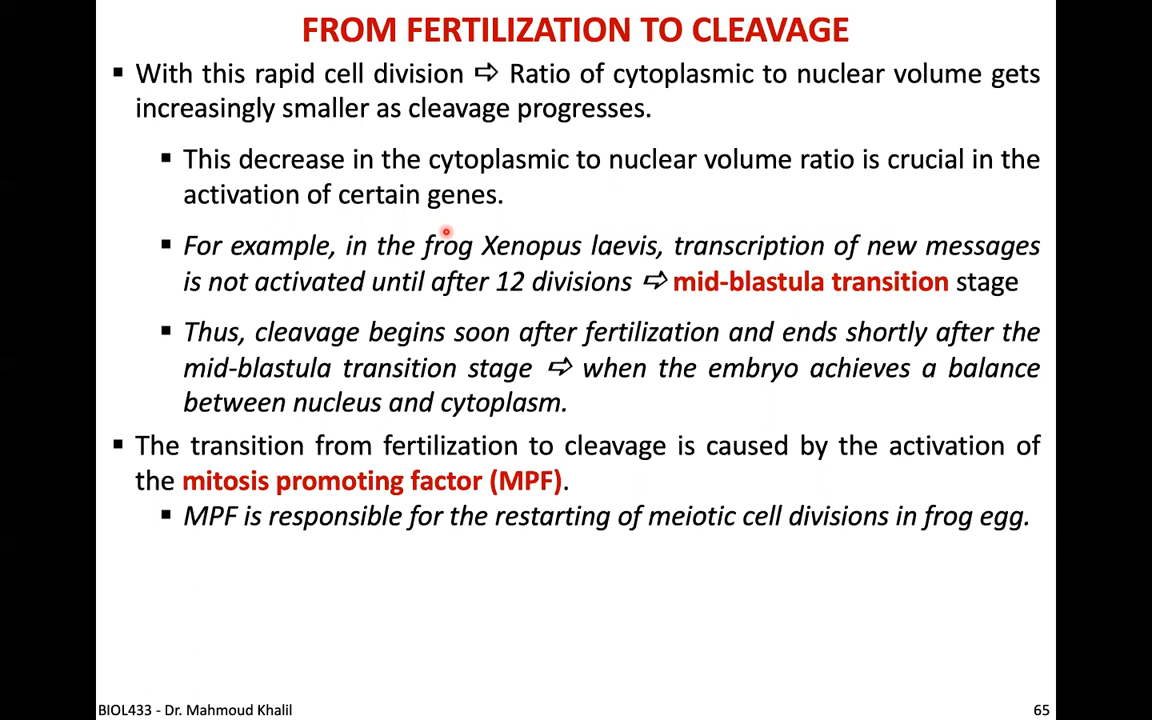 FROM FERTILIZATION TO CLEAVAGE
▪ With this rapid cell division ⇨ Ratio of cytoplasmic to nuclear volume gets
increasingly smaller as cleavage progresses.
▪ This decrease in the cytoplasmic to nuclear volume ratio is crucial in the
activation of certain genes.
▪ For example, in the frog Xenopus laevis, transcription of new messages
is not activated until after 12 divisions ⇨ mid-blastula transition stage
▪ Thus, cleavage begins soon after fertilization and ends shortly after the
mid-blastula transition stage ⇨ when the embryo achieves a balance
between nucleus and cytoplasm.
▪ The transition from fertilization to cleavage is caused by the activation of
the mitosis promoting factor (MPF).
▪ MPF is responsible for the restarting of meiotic cell divisions in frog egg.
BIOL433 - Dr. Mahmoud Khalil
65